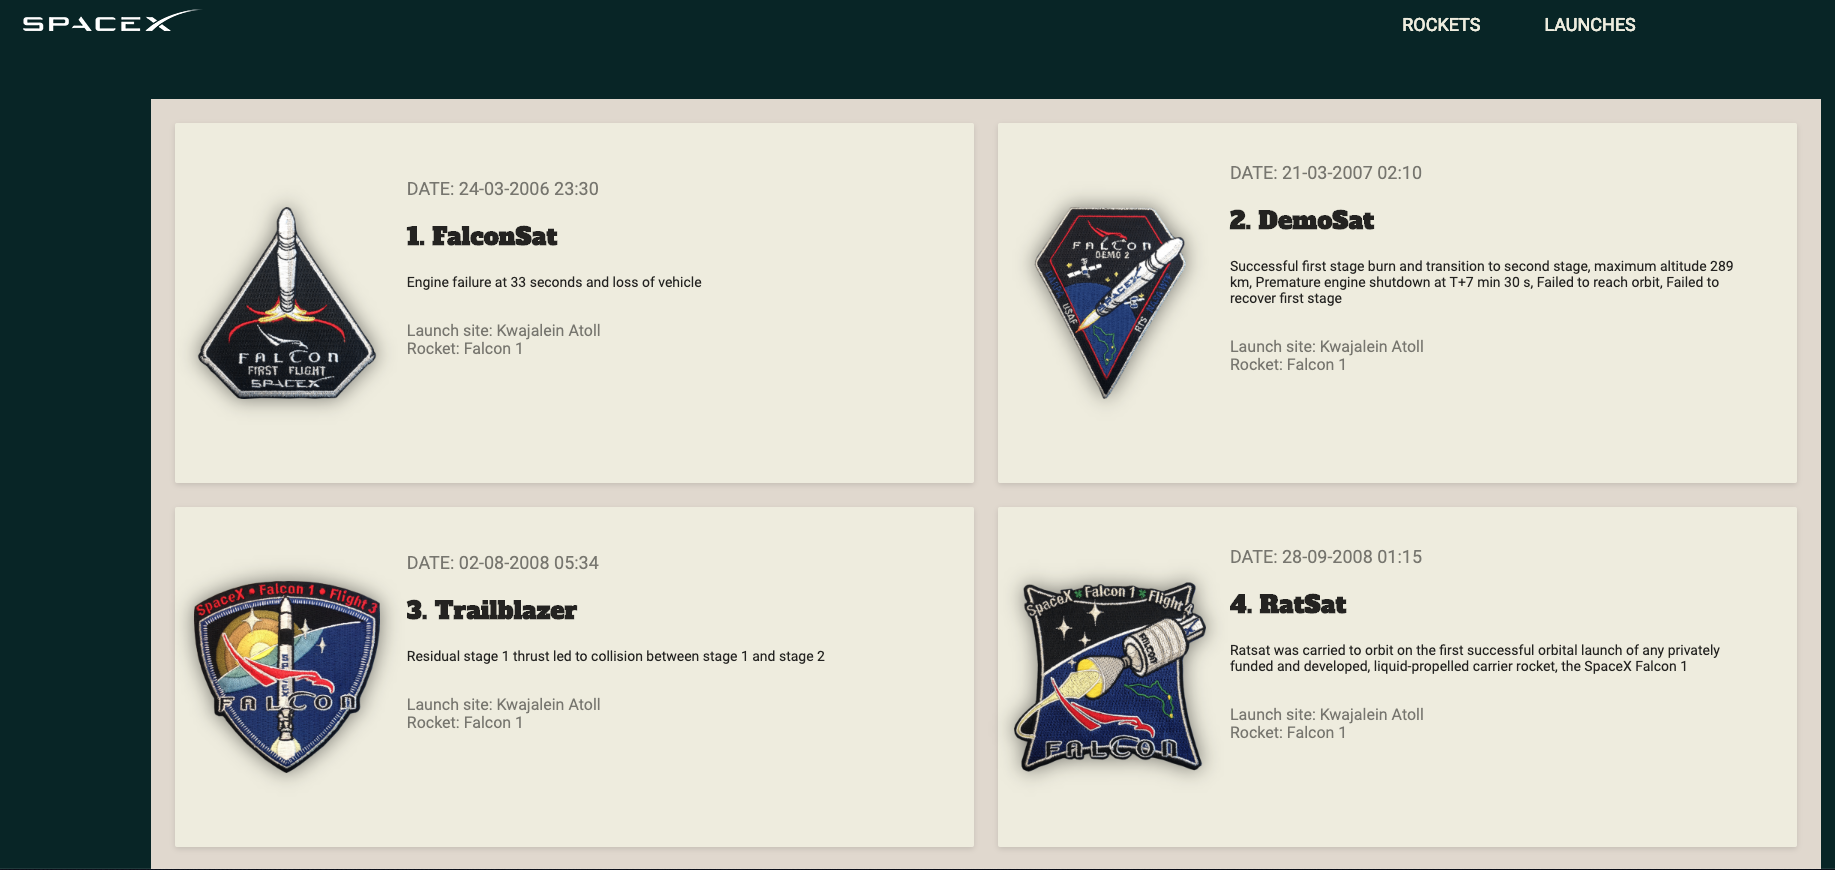 SPACEX
ROCKETS
LAUNCHES
DATE: 24-03-2006 23:30
1. FalconSat
Engine failure at 33 seconds and loss of vehicle
Launch site: Kwajalein Atoll
Rocket: Falcon 1
FALCON
FIRST FLIGHT
SPACEX
DATE: 21-03-2007 02:10
2. DemoSat
Successful first stage burn and transition to second stage, maximum altitude 289
km, Premature engine shutdown at T+7 min 30 s, Failed to reach orbit, Failed to
recover first stage
Launch site: Kwajalein Atoll
Rocket: Falcon 1
FALCON
DEMO 2
SPACEX
USAF
RTS
DATE: 02-08-2008 05:34
3. Trailblazer
Residual stage 1 thrust led to collision between stage 1 and stage 2
Launch site: Kwajalein Atoll
Rocket: Falcon 1
SpaceX • Falcon 1 • Flight 3
SPACEX
FALCON
DATE: 28-09-2008 01:15
4. RatSat
Ratsat was carried to orbit on the first successful orbital launch of any privately
funded and developed, liquid-propelled carrier rocket, the SpaceX Falcon 1
Launch site: Kwajalein Atoll
Rocket: Falcon 1
SpaceX Falcon 1 Flight 4
FALCON
FALCON